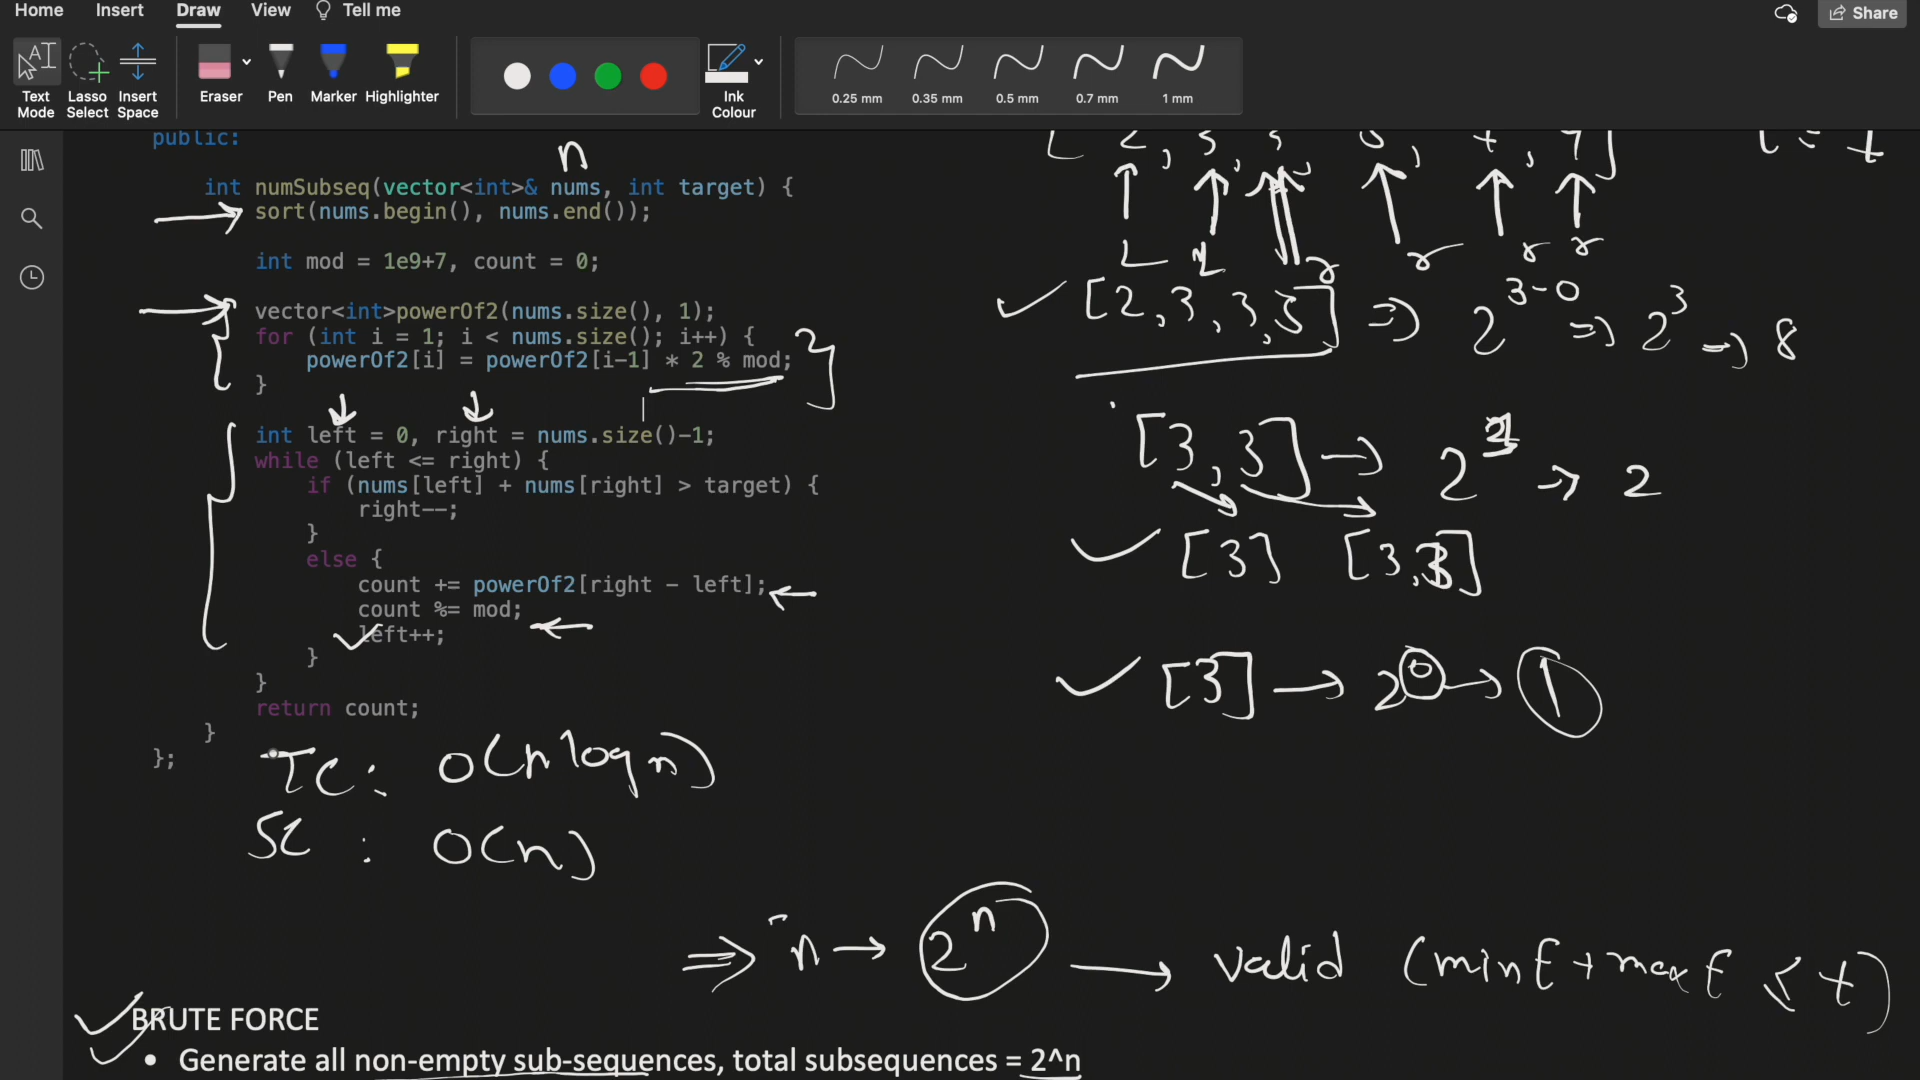 Home Insert Draw View Tell me Share
Text Mode Lasso Select Insert Space Eraser Pen Marker Highlighter Ink Colour 0.25 mm 0.35 mm 0.5 mm 0.7 mm 1 mm
public:
n
int numSubseq(vector<int>& nums, int target) {
sort(nums.begin(), nums.end());
int mod = 1e9+7, count = 0;
vector<int>powerOf2(nums.size(), 1);
for (int i = 1; i < nums.size(); i++) {
powerOf2[i] = powerOf2[i-1] * 2 % mod;
}
int left = 0, right = nums.size()-1;
while (left <= right) {
if (nums[left] + nums[right] > target) {
right--;
}
else {
count += powerOf2[right - left];
count %= mod;
left++;
}
}
return count;
}
};
TC : O(n log n)
SC : O(n)
L r r r
[2,3,3,5] => 2^3-0 => 2^3 => 8
[3,3] → 2 → 2
[3] [3,3]
[3] → 2^0 → 1
=> n → 2^n → valid (minE + maxE < t)
BRUTE FORCE
• Generate all non-empty sub-sequences, total subsequences = 2^n